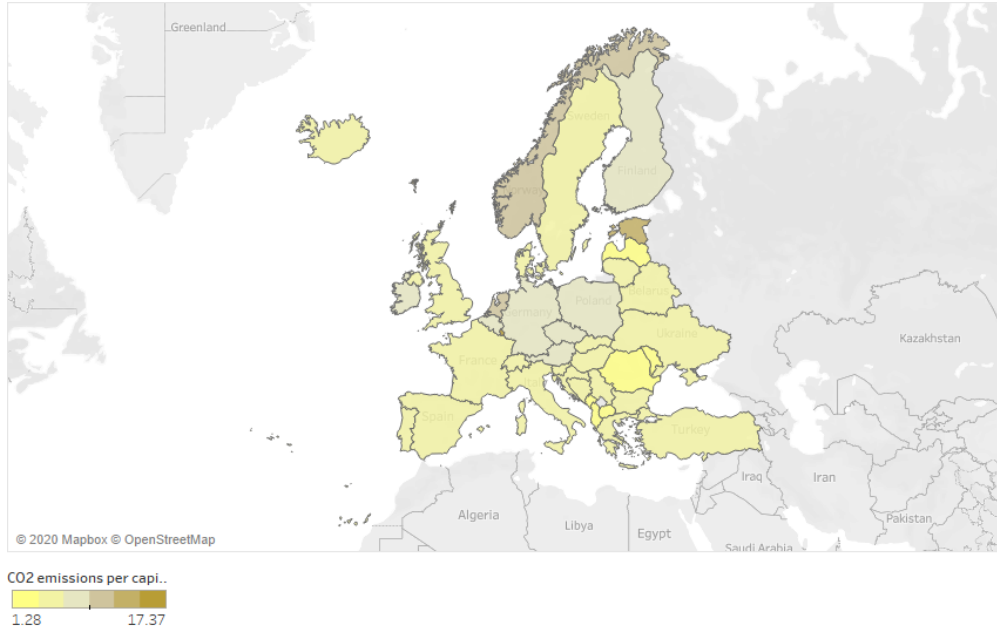 Greenland
Sweden
Finland
Norway
Belarus
Poland
Germany
Ukraine
Kazakhstan
France
Spain
Turkey
Iraq
Iran
Algeria
Libya
Egypt
Pakistan
Saudi Arabia
© 2020 Mapbox © OpenStreetMap
CO2 emissions per capi..
1.28
17.37